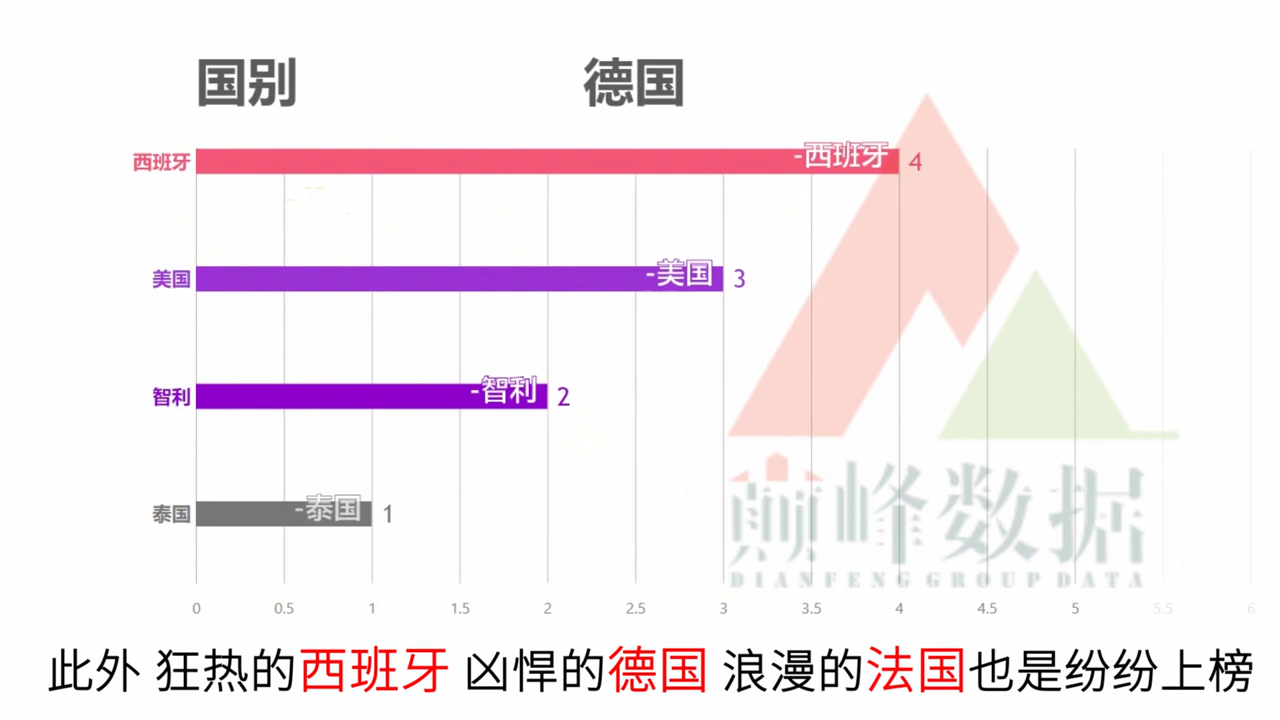 国别 德国
西班牙 -西班牙 4
美国 -美国 3
智利 -智利 2
泰国 -泰国 1
巅峰数据
DIANFENG GROUP DATA
0 0.5 1 1.5 2 2.5 3 3.5 4 4.5 5 5.5 6
此外 狂热的西班牙 凶悍的德国 浪漫的法国也是纷纷上榜